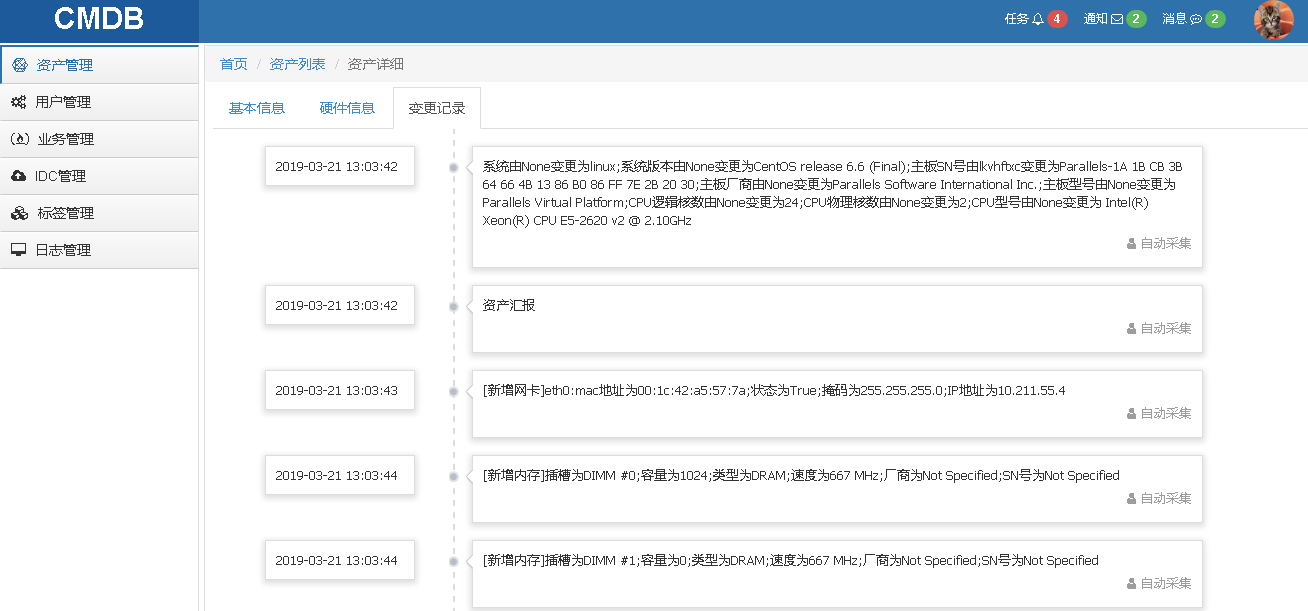 CMDB
任务 4 通知 2 消息 2
资产管理
用户管理
业务管理
IDC管理
标签管理
日志管理
首页 / 资产列表 / 资产详细
基本信息 硬件信息 变更记录
2019-03-21 13:03:42
系统由None变更为linux;系统版本由None变更为CentOS release 6.6 (Final);主板SN号由lkvhftxc变更为Parallels-1A 1B CB 3B
64 66 4B 13 86 B0 86 FF 7E 2B 20 30;主板厂商由None变更为Parallels Software International Inc.;主板型号由None变更为
Parallels Virtual Platform;CPU逻辑核数由None变更为24;CPU物理核数由None变更为2;CPU型号由None变更为 Intel(R)
Xeon(R) CPU E5-2620 v2 @ 2.10GHz
自动采集
2019-03-21 13:03:42
资产汇报
自动采集
2019-03-21 13:03:43
[新增网卡]eth0:mac地址为00:1c:42:a5:57:7a;状态为True;掩码为255.255.255.0;IP地址为10.211.55.4
自动采集
2019-03-21 13:03:44
[新增内存]插槽为DIMM #0;容量为1024;类型为DRAM;速度为667 MHz;厂商为Not Specified;SN号为Not Specified
自动采集
2019-03-21 13:03:44
[新增内存]插槽为DIMM #1;容量为0;类型为DRAM;速度为667 MHz;厂商为Not Specified;SN号为Not Specified
自动采集